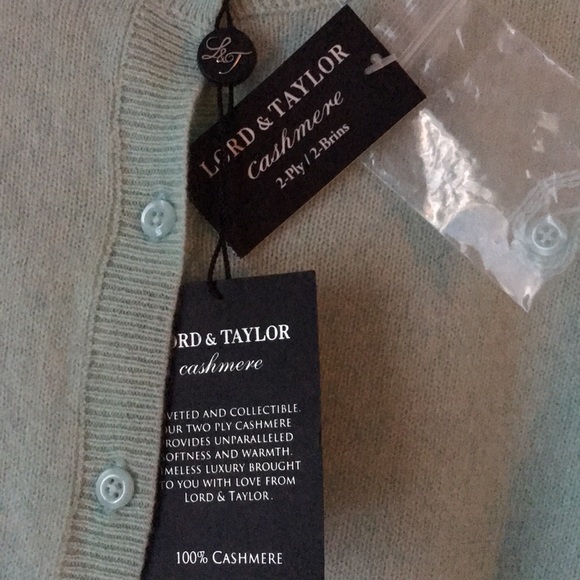 L&T
LORD & TAYLOR
cashmere
2-Ply / 2-Brins
ORD & TAYLOR
cashmere
VETED AND COLLECTIBLE.
UR TWO PLY CASHMERE
ROVIDES UNPARALLELED
OFTNESS AND WARMTH.
MELESS LUXURY BROUGHT
TO YOU WITH LOVE FROM
LORD & TAYLOR.
100% CASHMERE